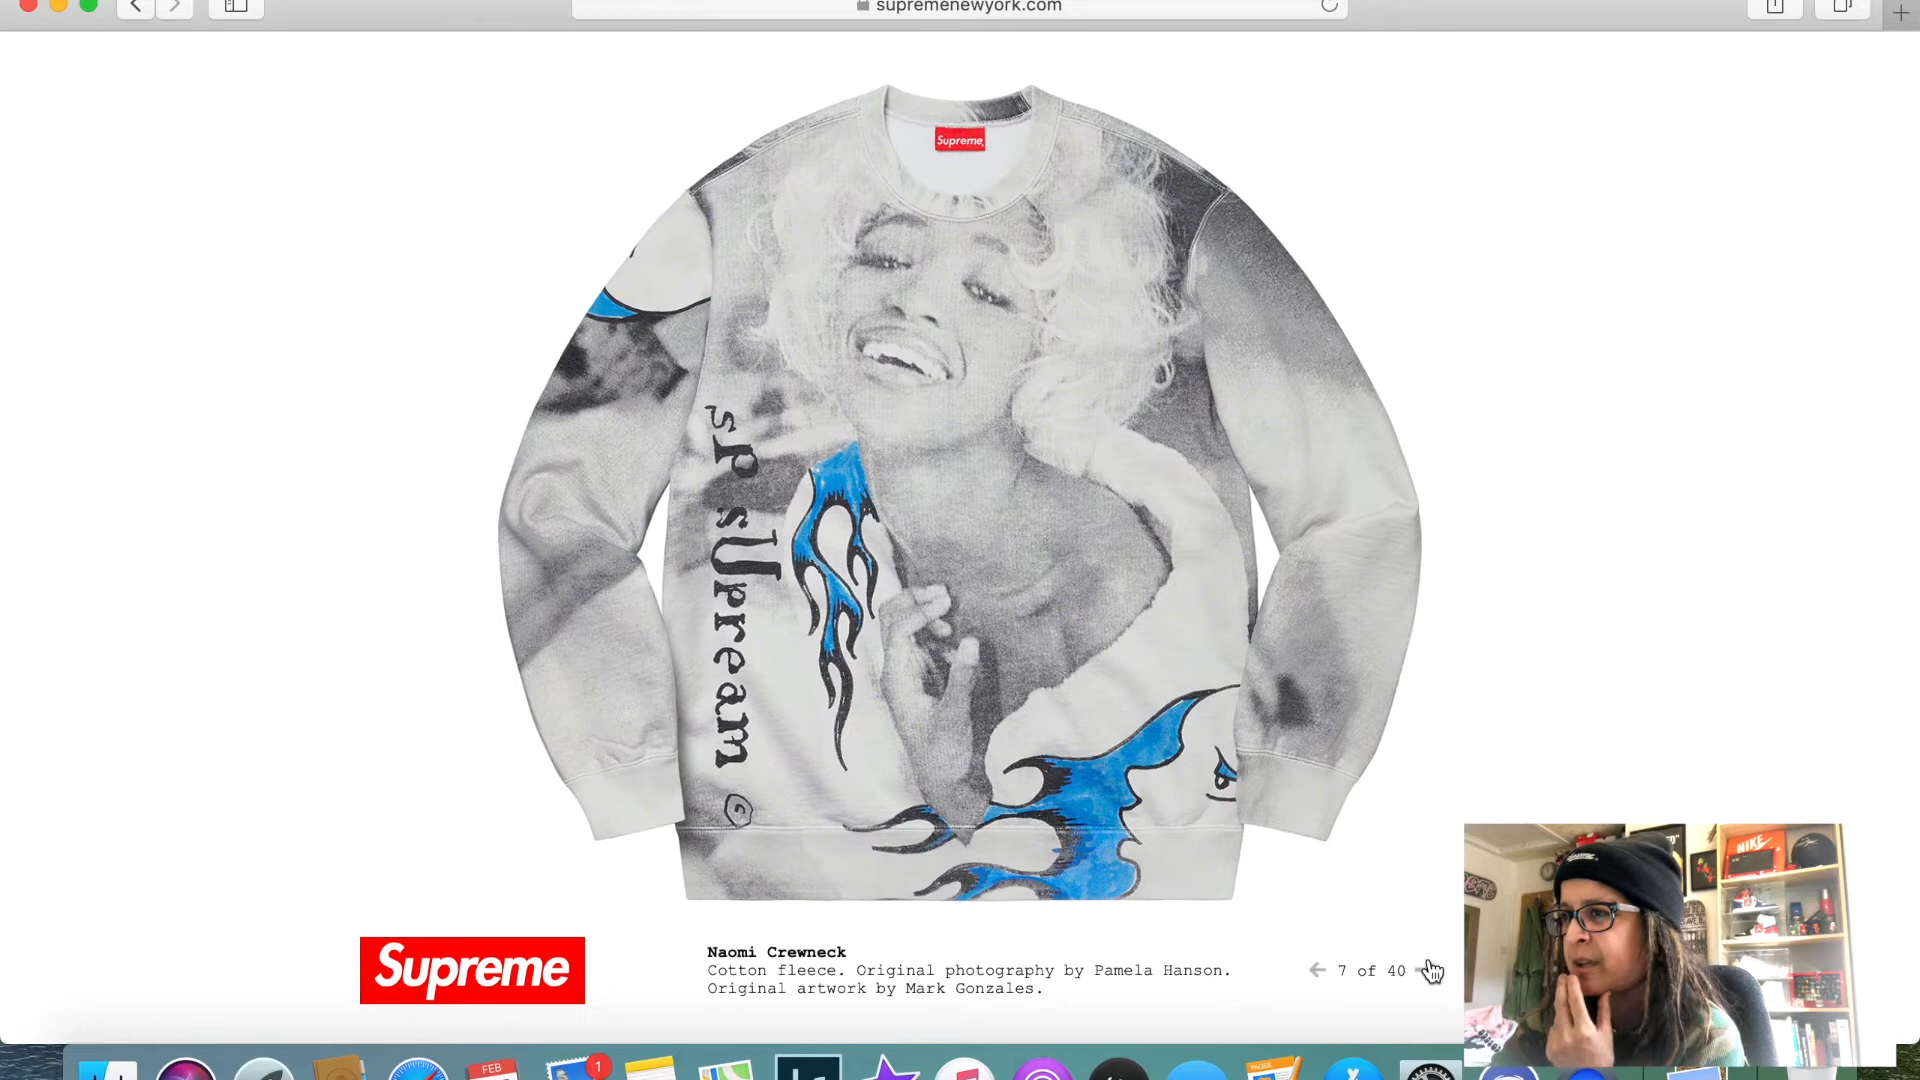 supremenewyork.com
Supreme
sP sUpream ©
Supreme
Naomi Crewneck
Cotton fleece. Original photography by Pamela Hanson.
Original artwork by Mark Gonzales.
7 of 40
NIKE
FEB
1
PAGES